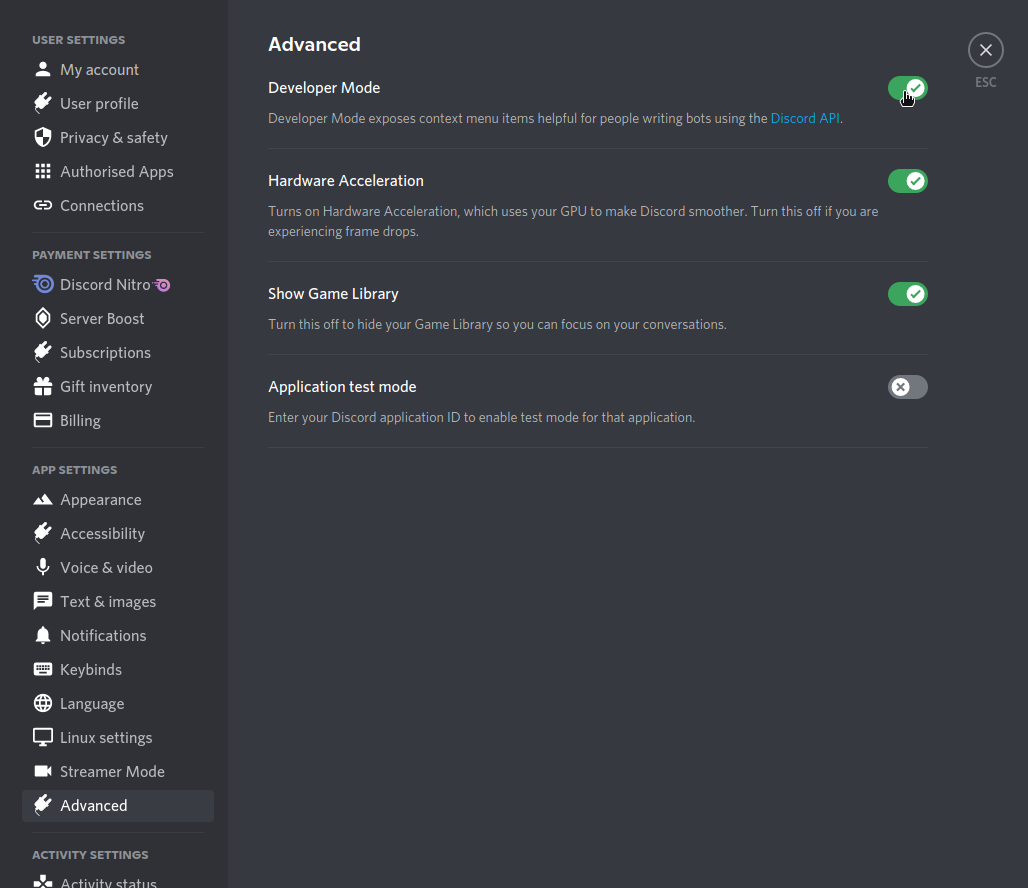 USER SETTINGS
My account
User profile
Privacy & safety
Authorised Apps
Connections
PAYMENT SETTINGS
Discord Nitro
Server Boost
Subscriptions
Gift inventory
Billing
APP SETTINGS
Appearance
Accessibility
Voice & video
Text & images
Notifications
Keybinds
Language
Linux settings
Streamer Mode
Advanced
ACTIVITY SETTINGS
Activity status
Advanced
Developer Mode
Developer Mode exposes context menu items helpful for people writing bots using the Discord API.
Hardware Acceleration
Turns on Hardware Acceleration, which uses your GPU to make Discord smoother. Turn this off if you are
experiencing frame drops.
Show Game Library
Turn this off to hide your Game Library so you can focus on your conversations.
Application test mode
Enter your Discord application ID to enable test mode for that application.
ESC